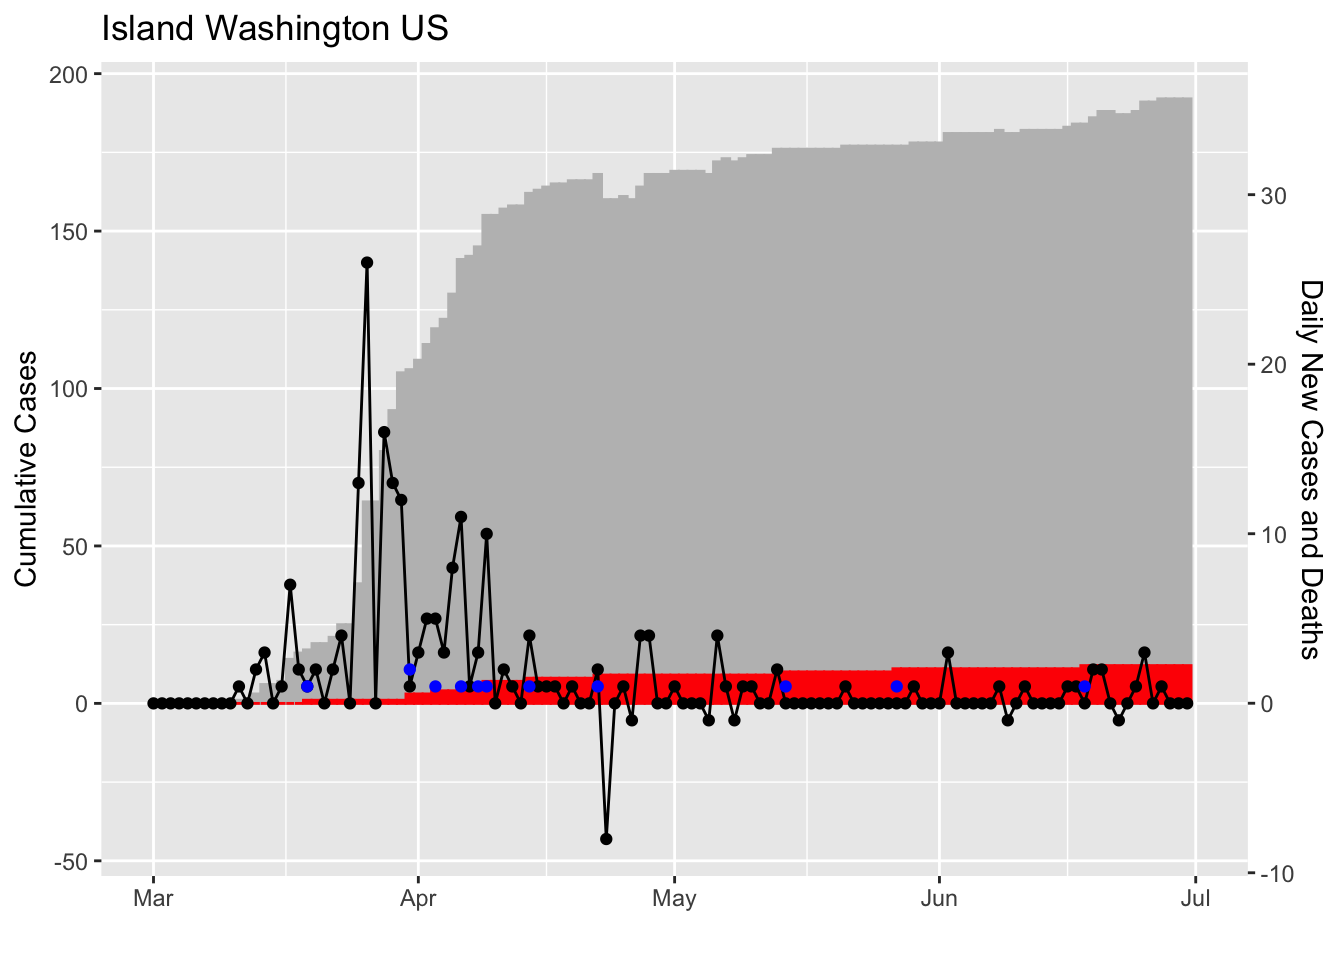 Island Washington US
200
150
100
50
0
-50
Cumulative Cases
30
20
10
0
-10
Daily New Cases and Deaths
Mar
Apr
May
Jun
Jul